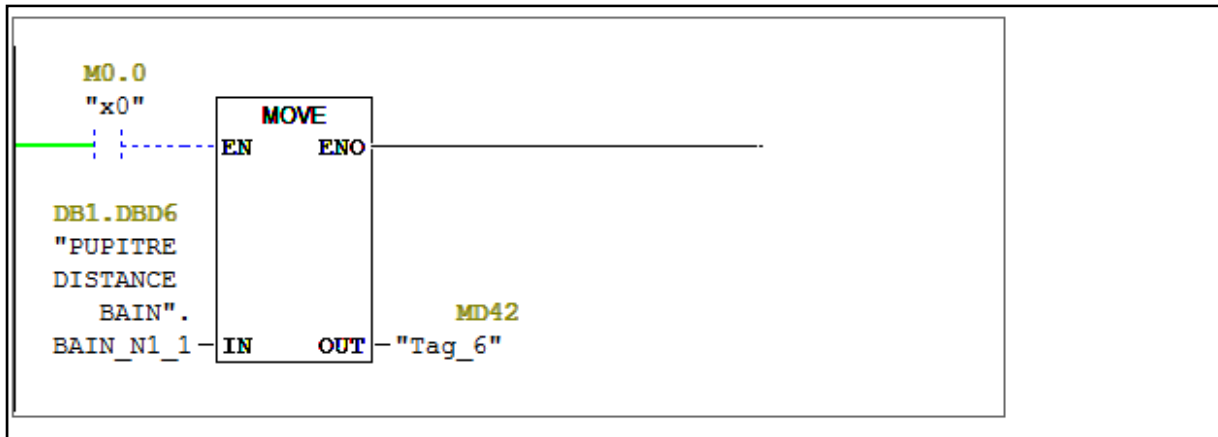 M0.0
"x0"
MOVE
EN ENO
DB1.DBD6
"PUPITRE
DISTANCE
BAIN".
MD42
BAIN_N1_1 IN OUT "Tag_6"